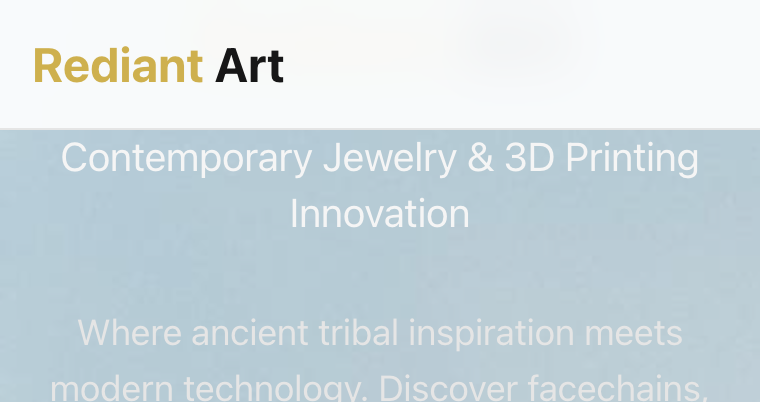 Rediant Art
Contemporary Jewelry & 3D Printing
Innovation
Where ancient tribal inspiration meets
modern technology. Discover facechains,